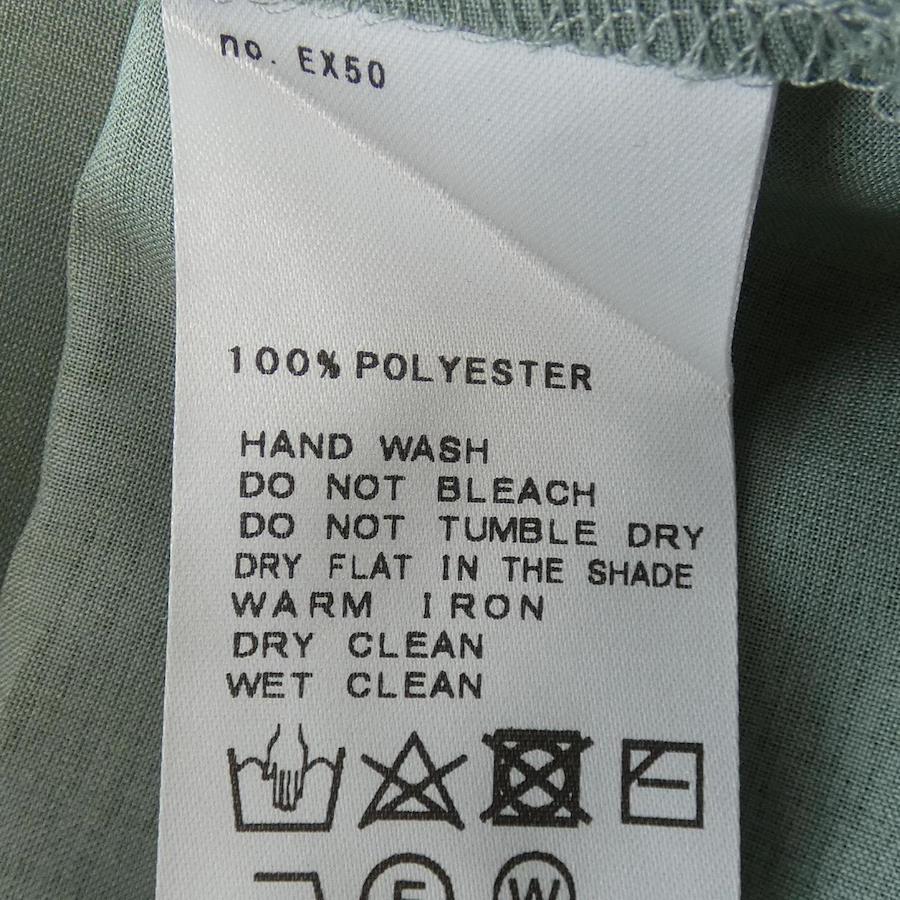 no. EX50
100% POLYESTER
HAND WASH
DO NOT BLEACH
DO NOT TUMBLE DRY
DRY FLAT IN THE SHADE
WARM IRON
DRY CLEAN
WET CLEAN
F W